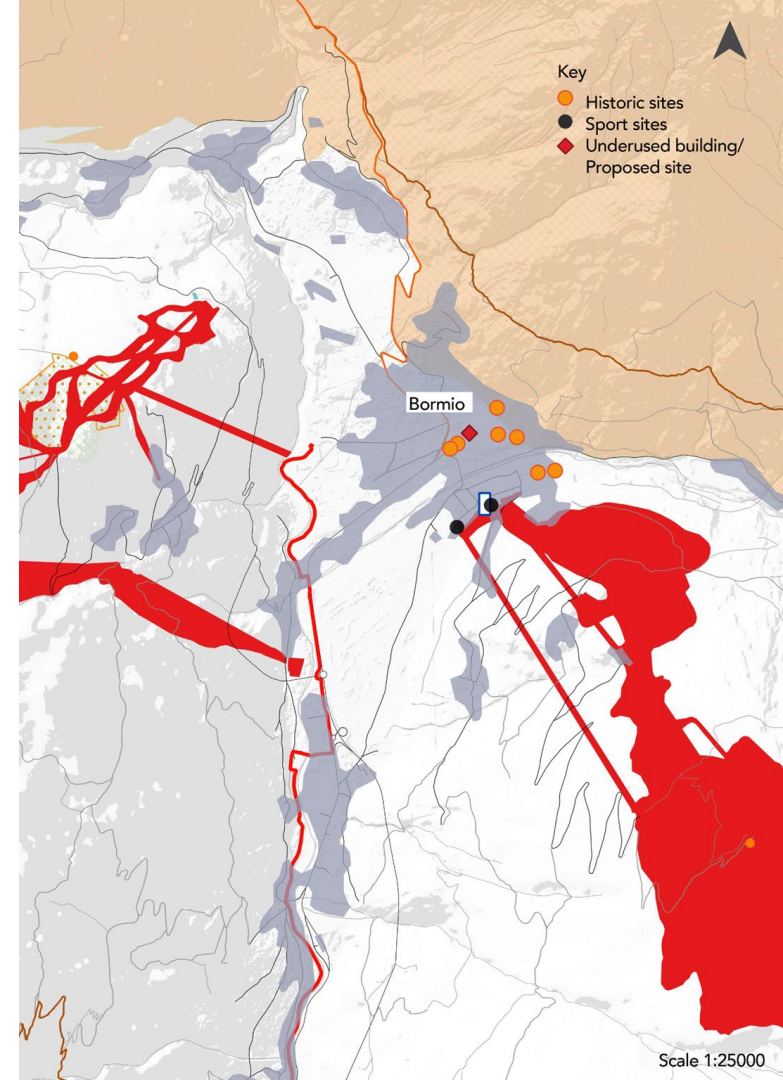 Key
Historic sites
Sport sites
Underused building/
Proposed site
Bormio
Scale 1:25000